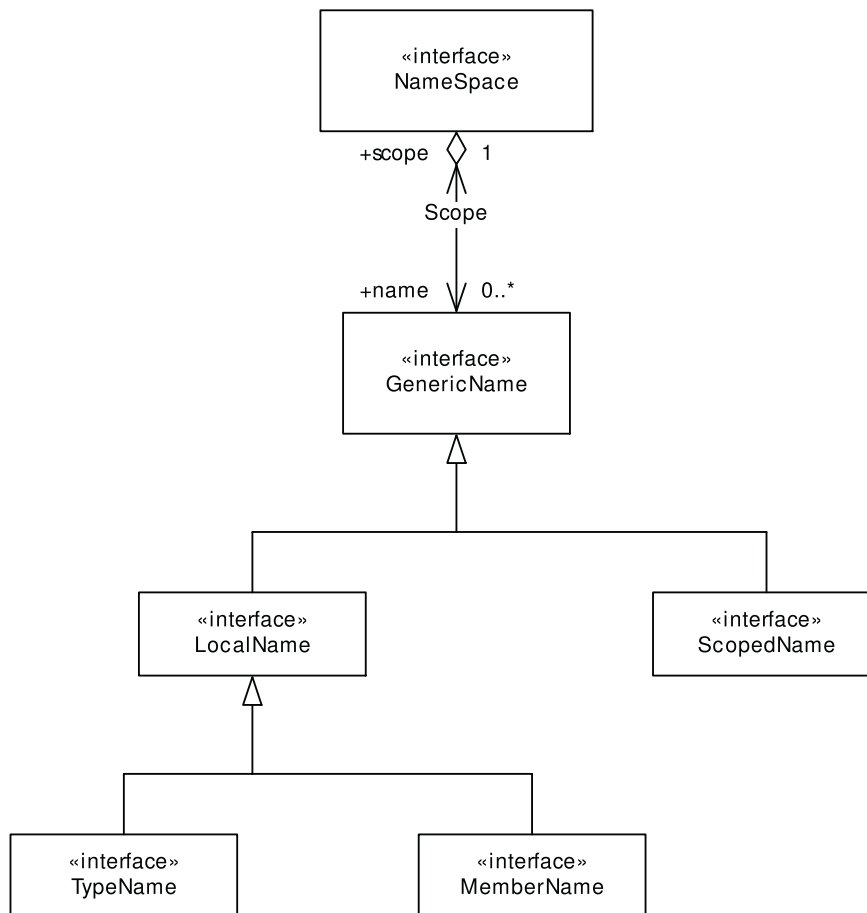 «interface»
NameSpace
+scope 1
Scope
+name 0..*
«interface»
GenericName
«interface»
LocalName
«interface»
ScopedName
«interface»
TypeName
«interface»
MemberName